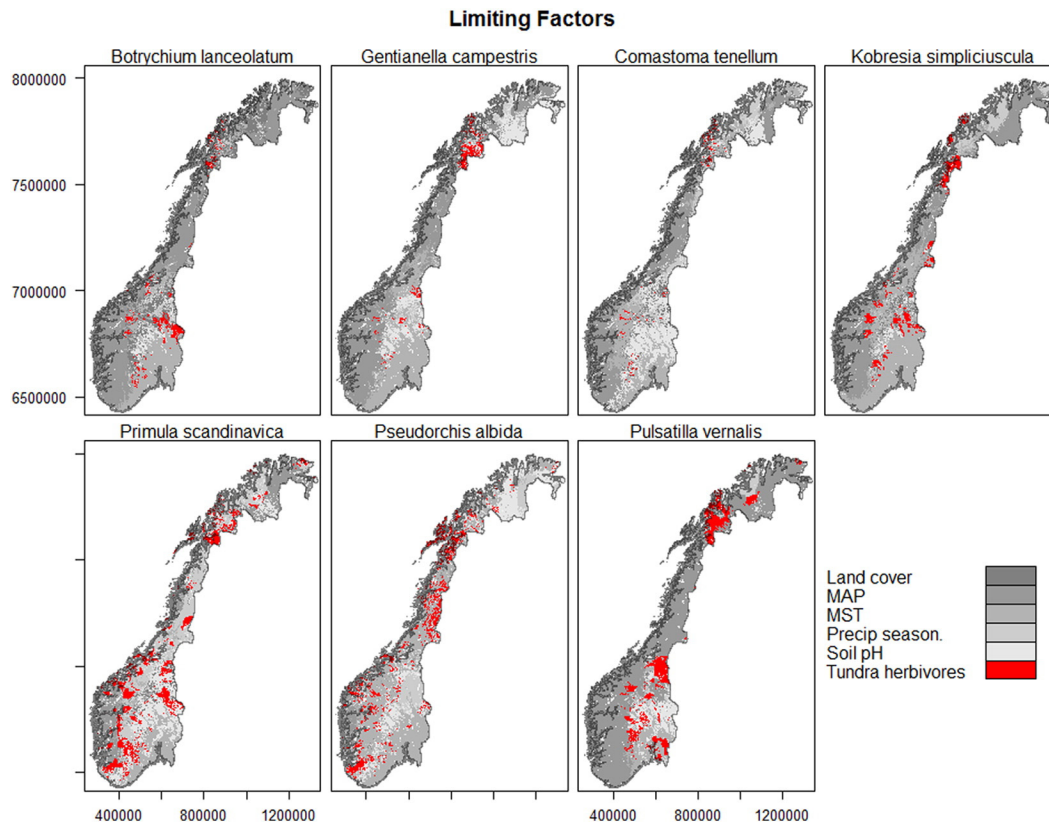 Limiting Factors
Botrychium lanceolatum
Gentianella campestris
Comastoma tenellum
Kobresia simpliciuscula
8000000
7500000
7000000
6500000
Primula scandinavica
Pseudorchis albida
Pulsatilla vernalis
Land cover
MAP
MST
Precip season.
Soil pH
Tundra herbivores
400000 800000 1200000
400000 800000 1200000